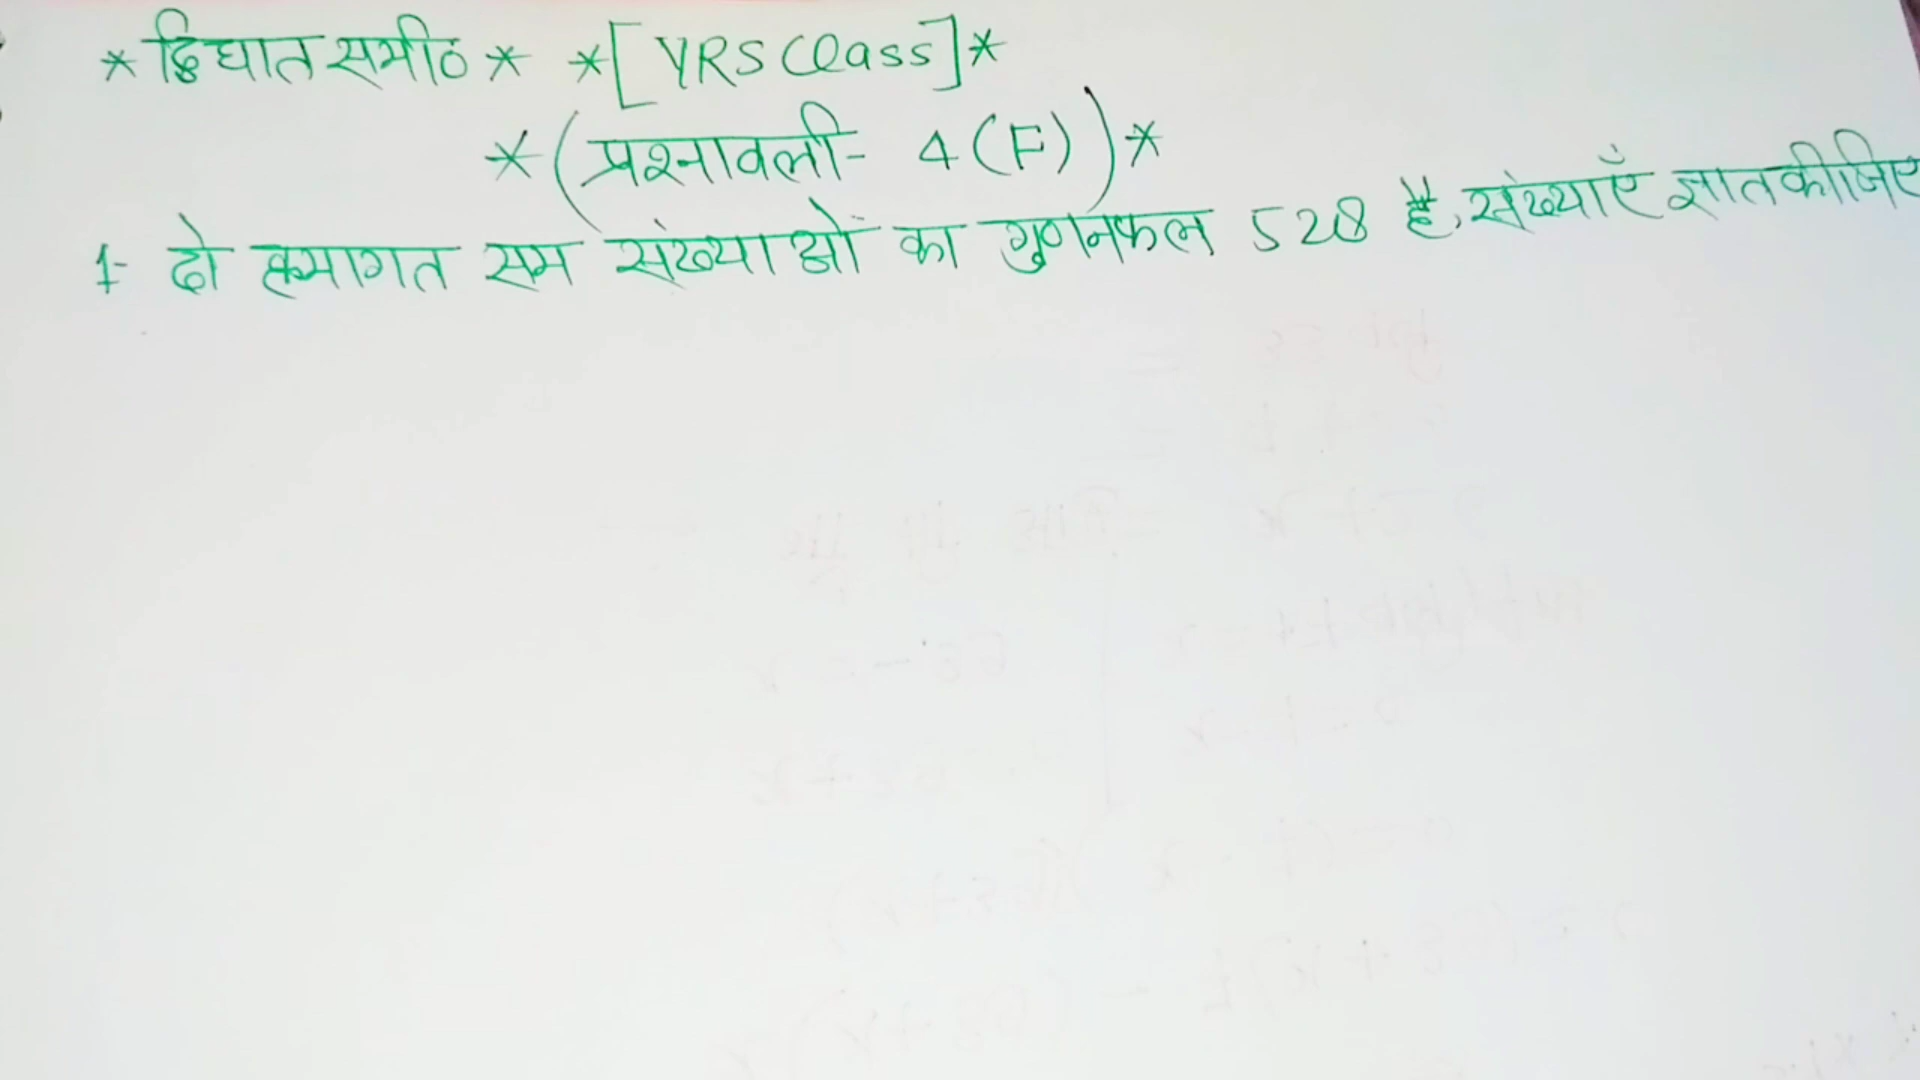 * द्विघात समी० * *[YRS Class]*
*(प्रश्नावली- 4(F))*
1- दो क्रमागत सम संख्याओं का गुणनफल 528 है, संख्याएँ ज्ञात कीजिए